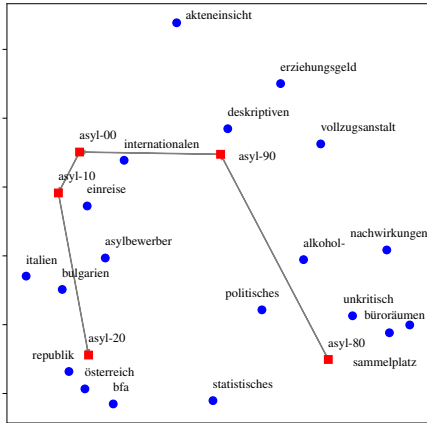 akteneinsicht
erziehungsgeld
deskriptiven
vollzugsanstalt
asyl-00
internationalen
asyl-90
asyl-10
einreise
nachwirkungen
asylbewerber
alkohol-
italien
bulgarien
politisches
unkritisch
büroräumen
asyl-20
asyl-80
republik
sammelplatz
österreich
bfa
statistisches